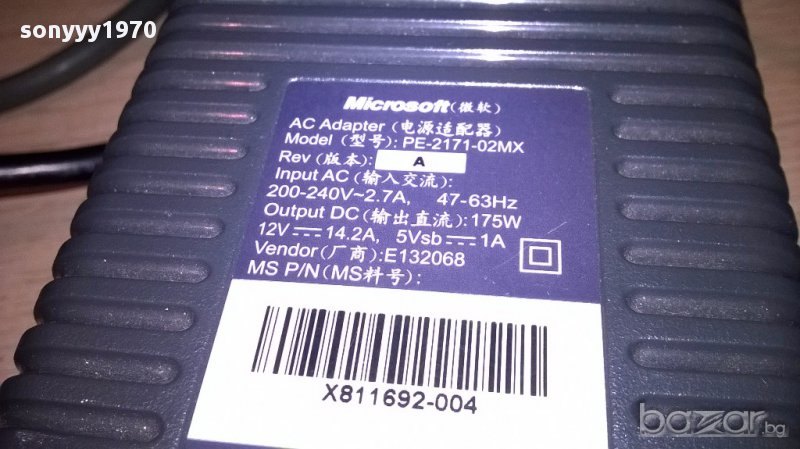 sonyyy1970
Microsoft(微软)
AC Adapter (电源适配器)
Model (型号): PE-2171-02MX
Rev (版本): A
Input AC (输入交流):
200-240V~2.7A, 47-63Hz
Output DC(输出直流):175W
12V⎓14.2A, 5Vsb⎓1A
Vendor(厂商):E132068
MS P/N(MS料号):
X811692-004
bazar.bg